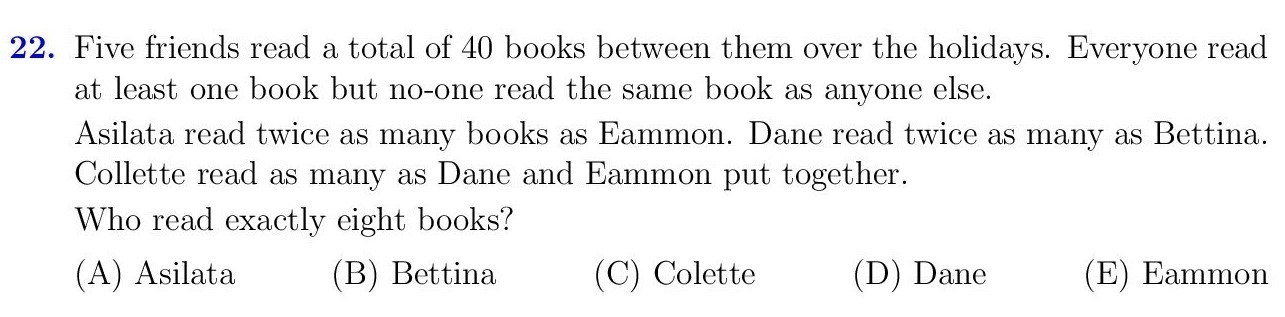 22. Five friends read a total of 40 books between them over the holidays. Everyone read
at least one book but no-one read the same book as anyone else.
Asilata read twice as many books as Eammon. Dane read twice as many as Bettina.
Collette read as many as Dane and Eammon put together.
Who read exactly eight books?
(A) Asilata (B) Bettina (C) Colette (D) Dane (E) Eammon